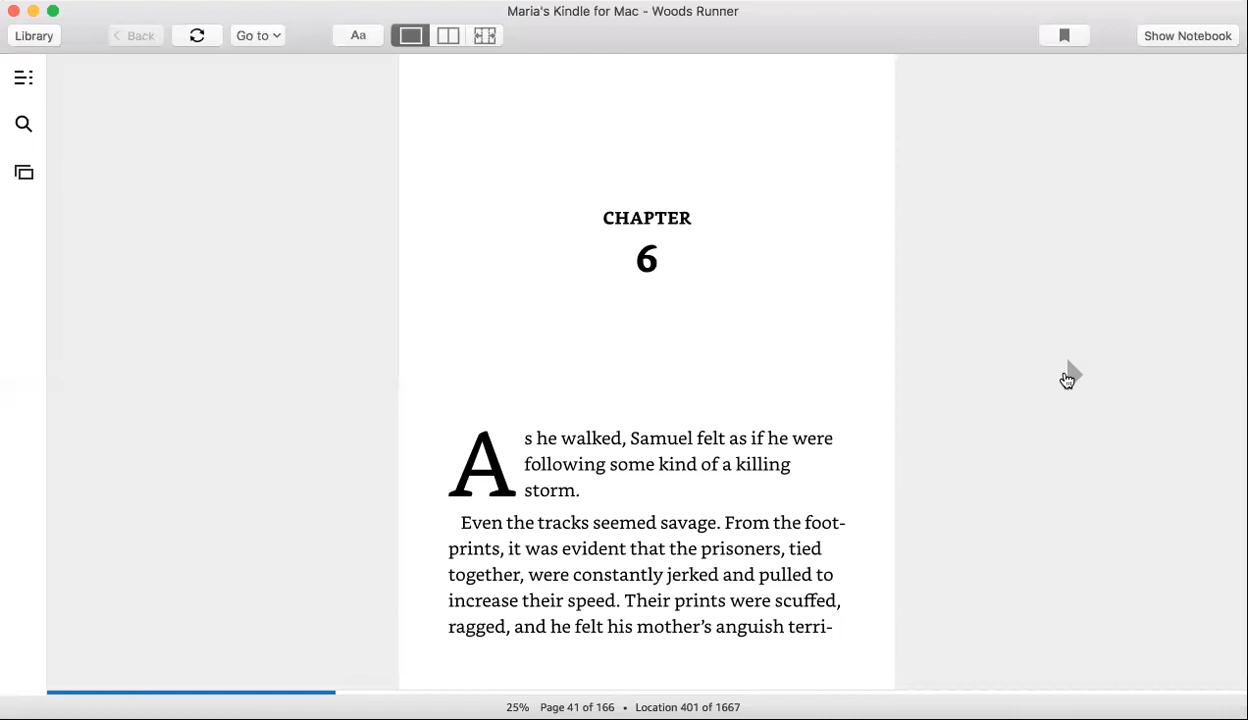 Maria's Kindle for Mac - Woods Runner
Library
Back
Go to
Aa
Show Notebook
CHAPTER
6
As he walked, Samuel felt as if he were
following some kind of a killing
storm.
Even the tracks seemed savage. From the foot-
prints, it was evident that the prisoners, tied
together, were constantly jerked and pulled to
increase their speed. Their prints were scuffed,
ragged, and he felt his mother’s anguish terri-
25% Page 41 of 166 • Location 401 of 1667